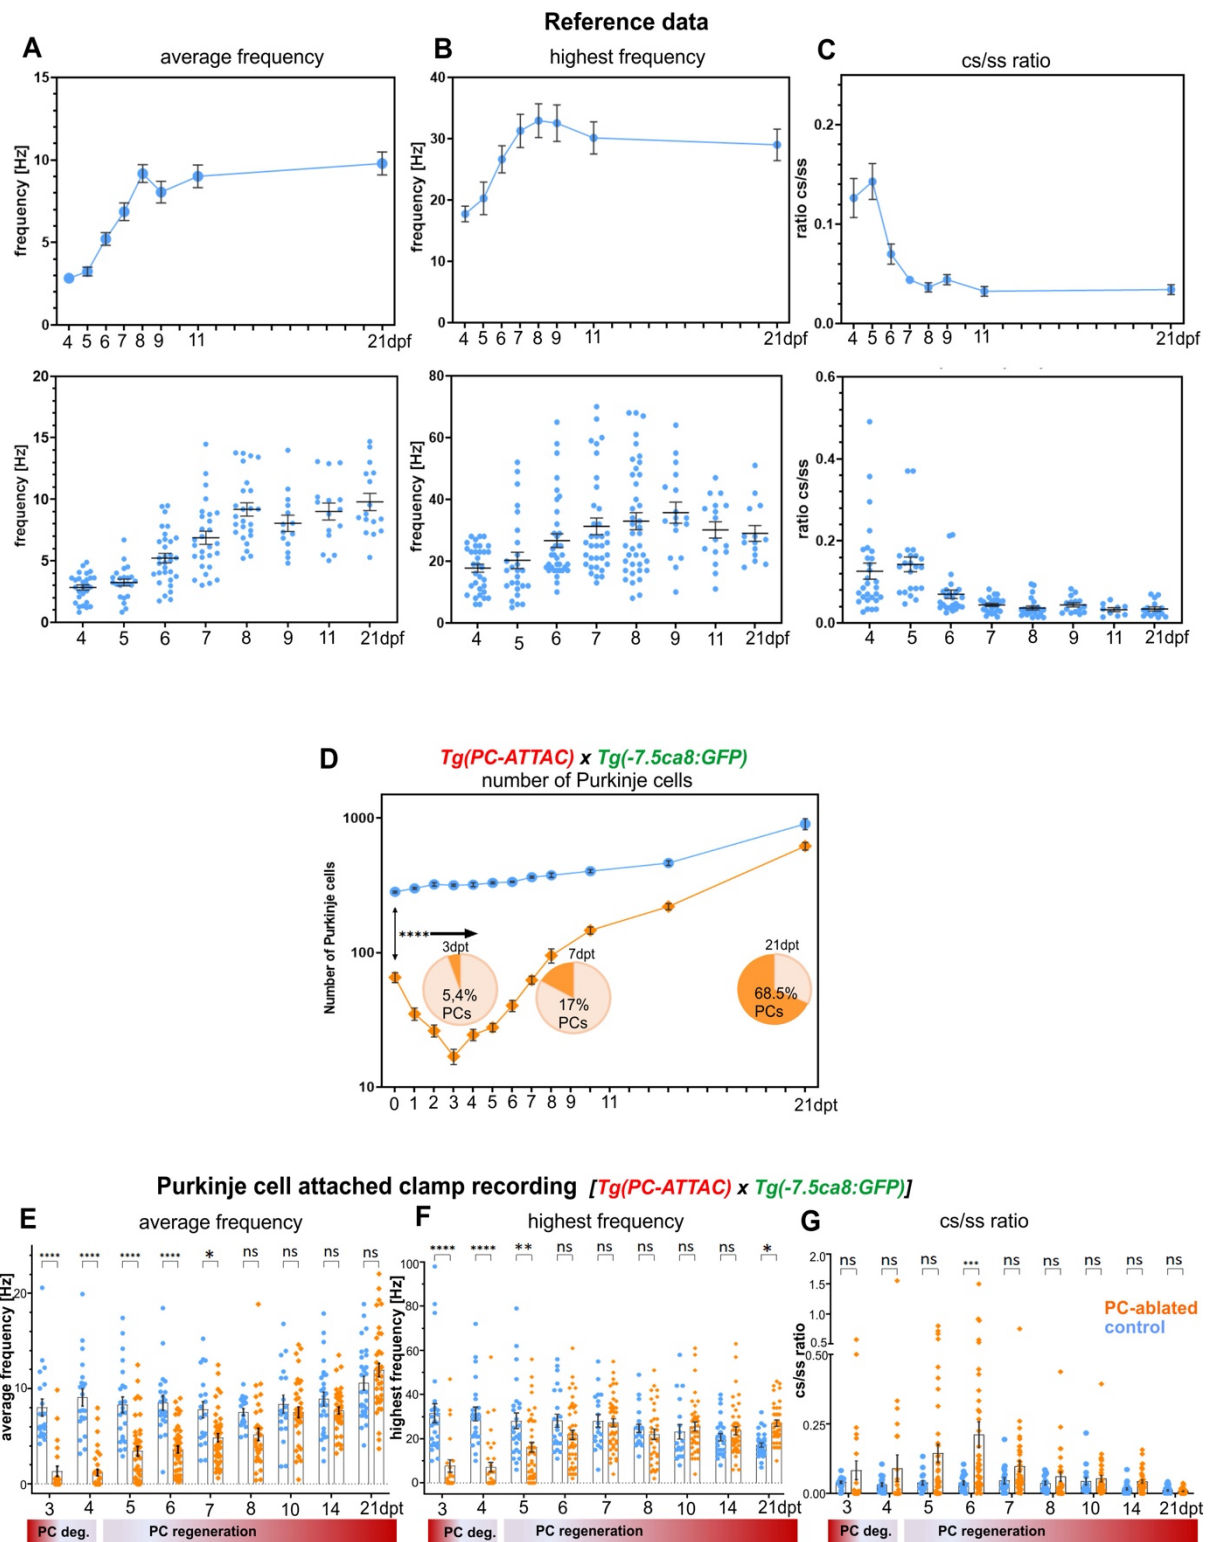 Reference data
A
average frequency
frequency [Hz]
15
10
5
0
4 5 6 7 8 9 11 21dpf
frequency [Hz]
20
15
10
5
0
4 5 6 7 8 9 11 21dpf
B
highest frequency
frequency [Hz]
40
30
20
10
0
4 5 6 7 8 9 11 21dpf
frequency [Hz]
80
60
40
20
0
4 5 6 7 8 9 11 21dpf
C
cs/ss ratio
ratio cs/ss
0.2
0.1
0.0
4 5 6 7 8 9 11 21dpf
ratio cs/ss
0.6
0.4
0.2
0.0
4 5 6 7 8 9 11 21dpf
D
Tg(PC-ATTAC) x Tg(-7.5ca8:GFP)
number of Purkinje cells
Number of Purkinje cells
1000
100
10
****
3dpt
5,4%
PCs
7dpt
17%
PCs
21dpt
68.5%
PCs
0 1 2 3 4 5 6 7 8 9 11 21dpt
Purkinje cell attached clamp recording [Tg(PC-ATTAC) x Tg(-7.5ca8:GFP)]
E
average frequency
**** **** **** **** * ns ns ns ns
average frequency [Hz]
20
10
0
3 4 5 6 7 8 10 14 21dpt
PC deg. PC regeneration
F
highest frequency
**** **** ** ns ns ns ns ns *
highest frequency [Hz]
100
80
60
40
20
0
3 4 5 6 7 8 10 14 21dpt
PC deg. PC regeneration
G
cs/ss ratio
ns ns ns *** ns ns ns ns ns
cs/ss ratio
2.0
1.5
1.0
0.5
0.50
0.25
0.00
PC-ablated
control
3 4 5 6 7 8 10 14 21dpt
PC deg. PC regeneration